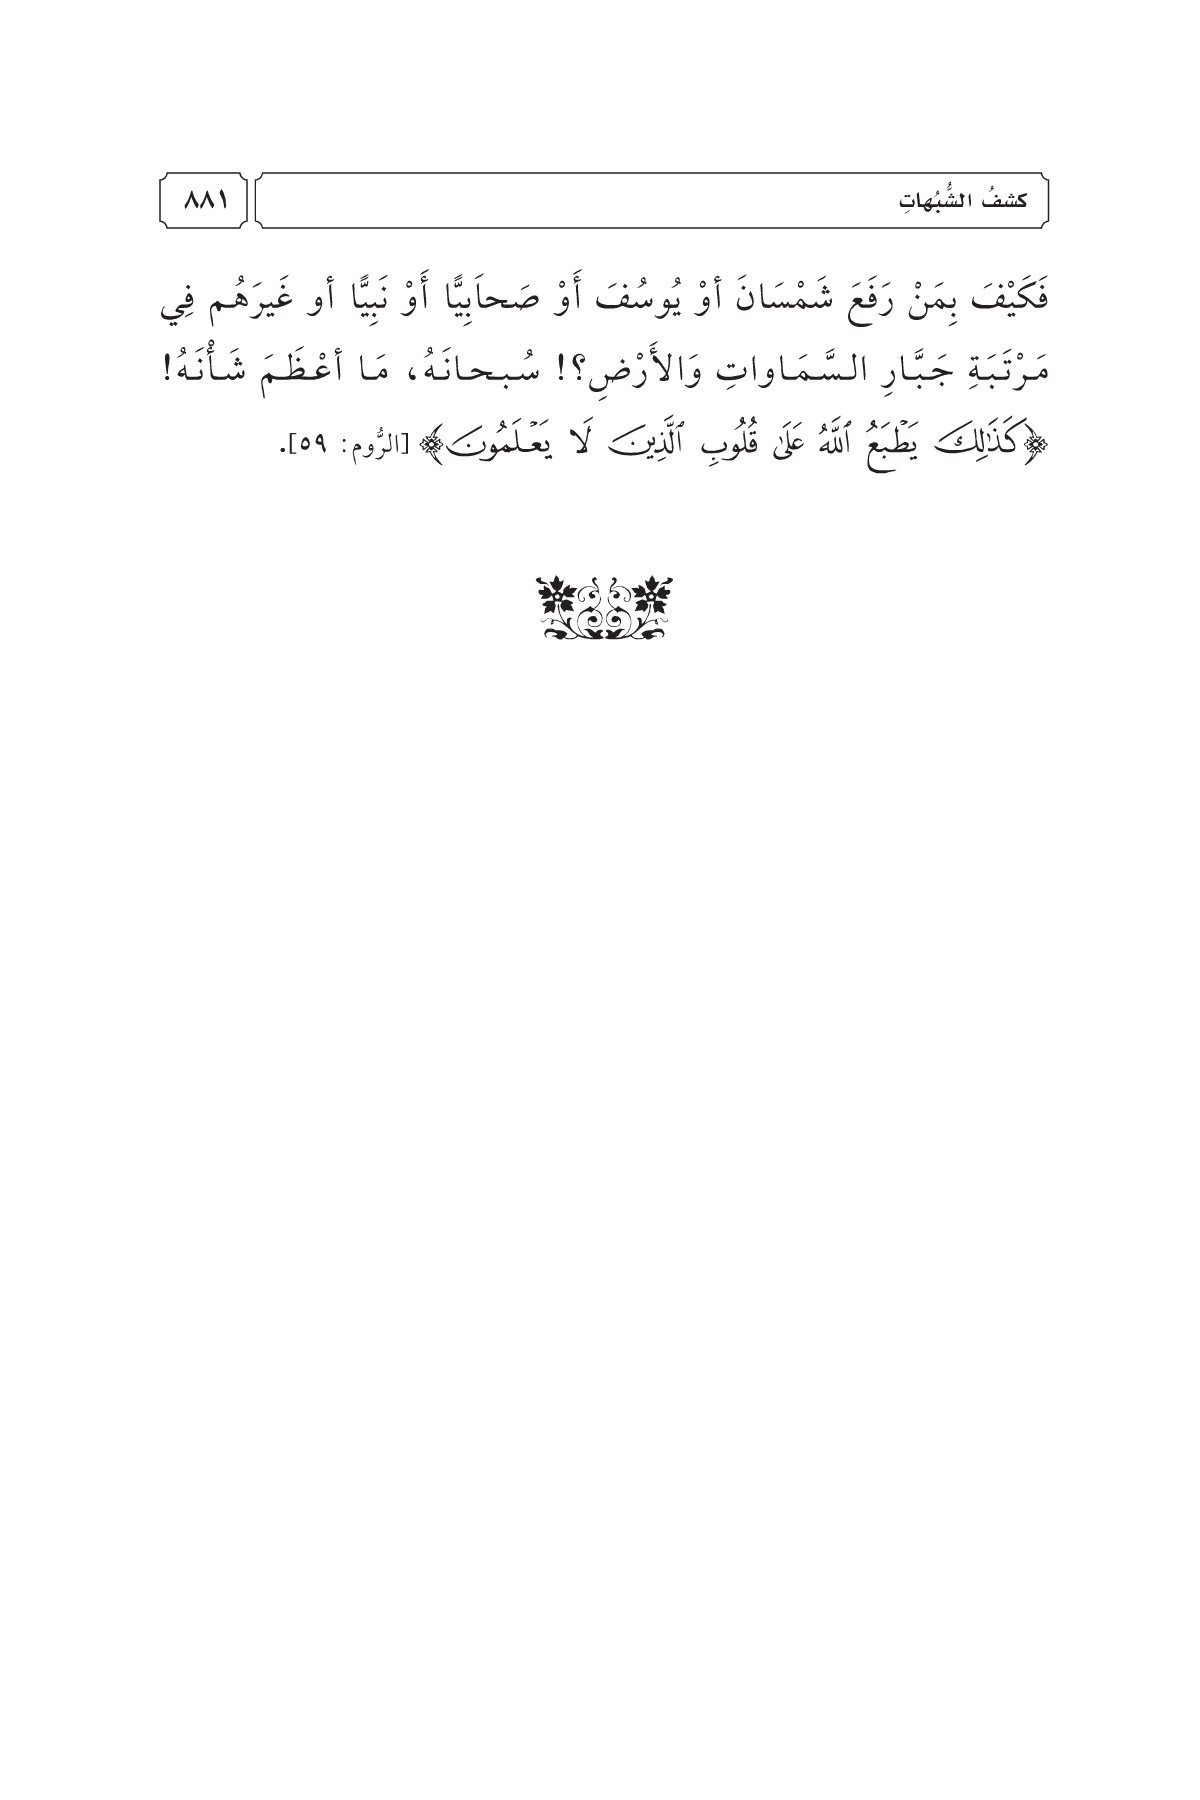 كشفُ الشُّبُهاتِ
٨٨١
فَكَيْفَ بِمَنْ رَفَعَ شَمْسَانَ أوْ يُوسُفَ أَوْ صَحاَبِيًّا أَوْ نَبِيًّا أو غَيرَهُم فِي
مَرْتَبَةِ جَبَّارِ السَّمَاواتِ وَالأَرْضِ؟! سُبحانَهُ، مَا أعْظَمَ شَأْنَهُ!
﴿كَذَٰلِكَ يَطۡبَعُ ٱللَّهُ عَلَىٰ قُلُوبِ ٱلَّذِينَ لَا يَعۡلَمُونَ﴾ [الرُّوم: ٥٩].